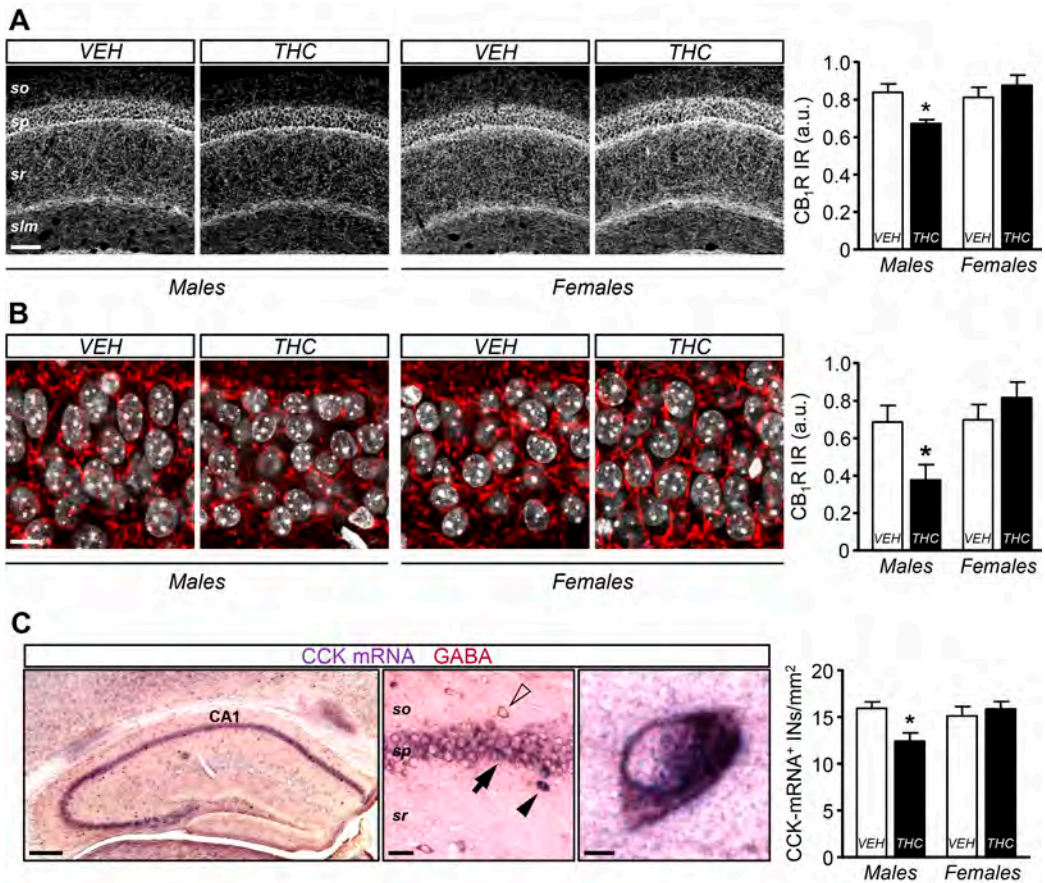 A
VEH THC VEH THC
so
sp
sr
slm
Males Females
CB1R IR (a.u.)
1.0
0.8
0.6
0.4
0.2
0
*
VEH THC VEH THC
Males Females
B
VEH THC VEH THC
Males Females
CB1R IR (a.u.)
1.0
0.8
0.6
0.4
0.2
0
*
VEH THC VEH THC
Males Females
C
CCK mRNA GABA
CA1
so
sp
sr
CCK-mRNA+ INs/mm2
20
15
10
5
0
*
VEH THC VEH THC
Males Females